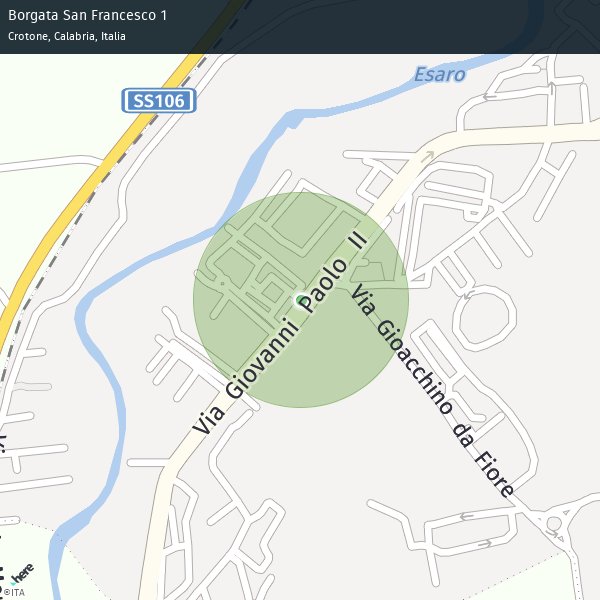 Borgata San Francesco 1
Crotone, Calabria, Italia
Esaro
SS106
Via Giovanni Paolo II
Via Gioacchino da Fiore
here
©ITA